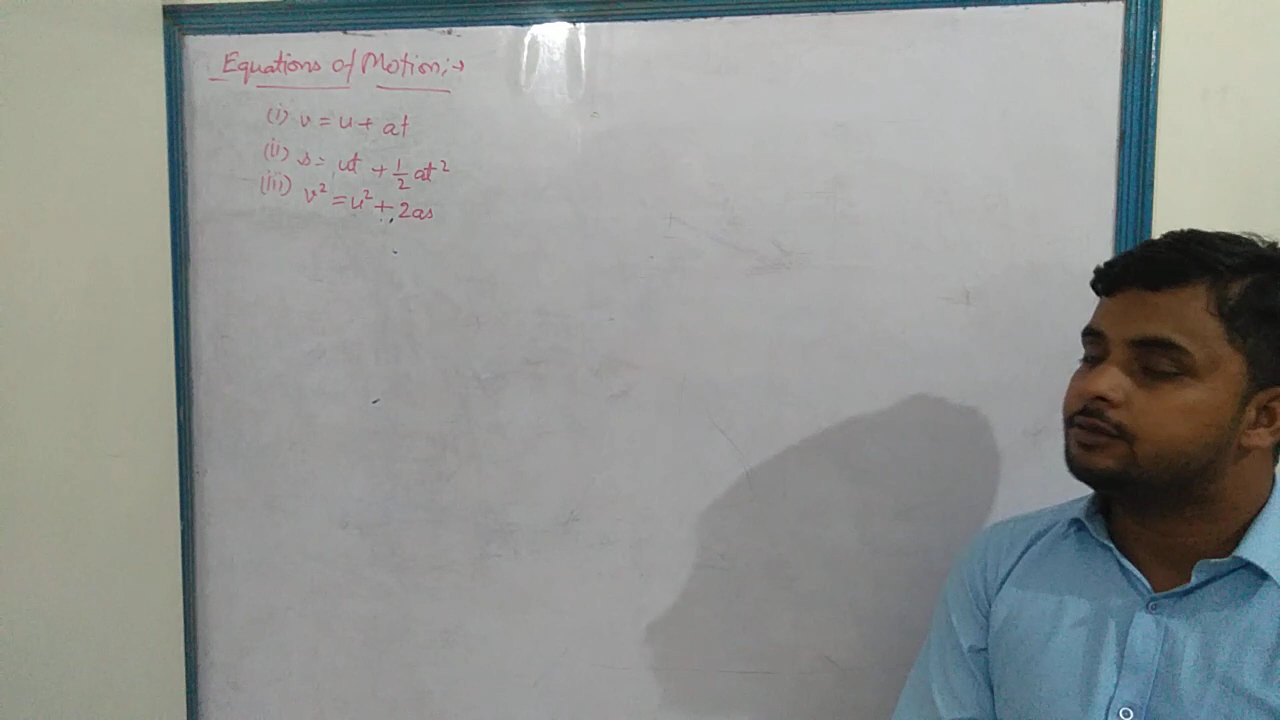 Equations of Motion:→
(i) v = u + at
(ii) s = ut + 1/2 at²
(iii) v² = u² + 2as